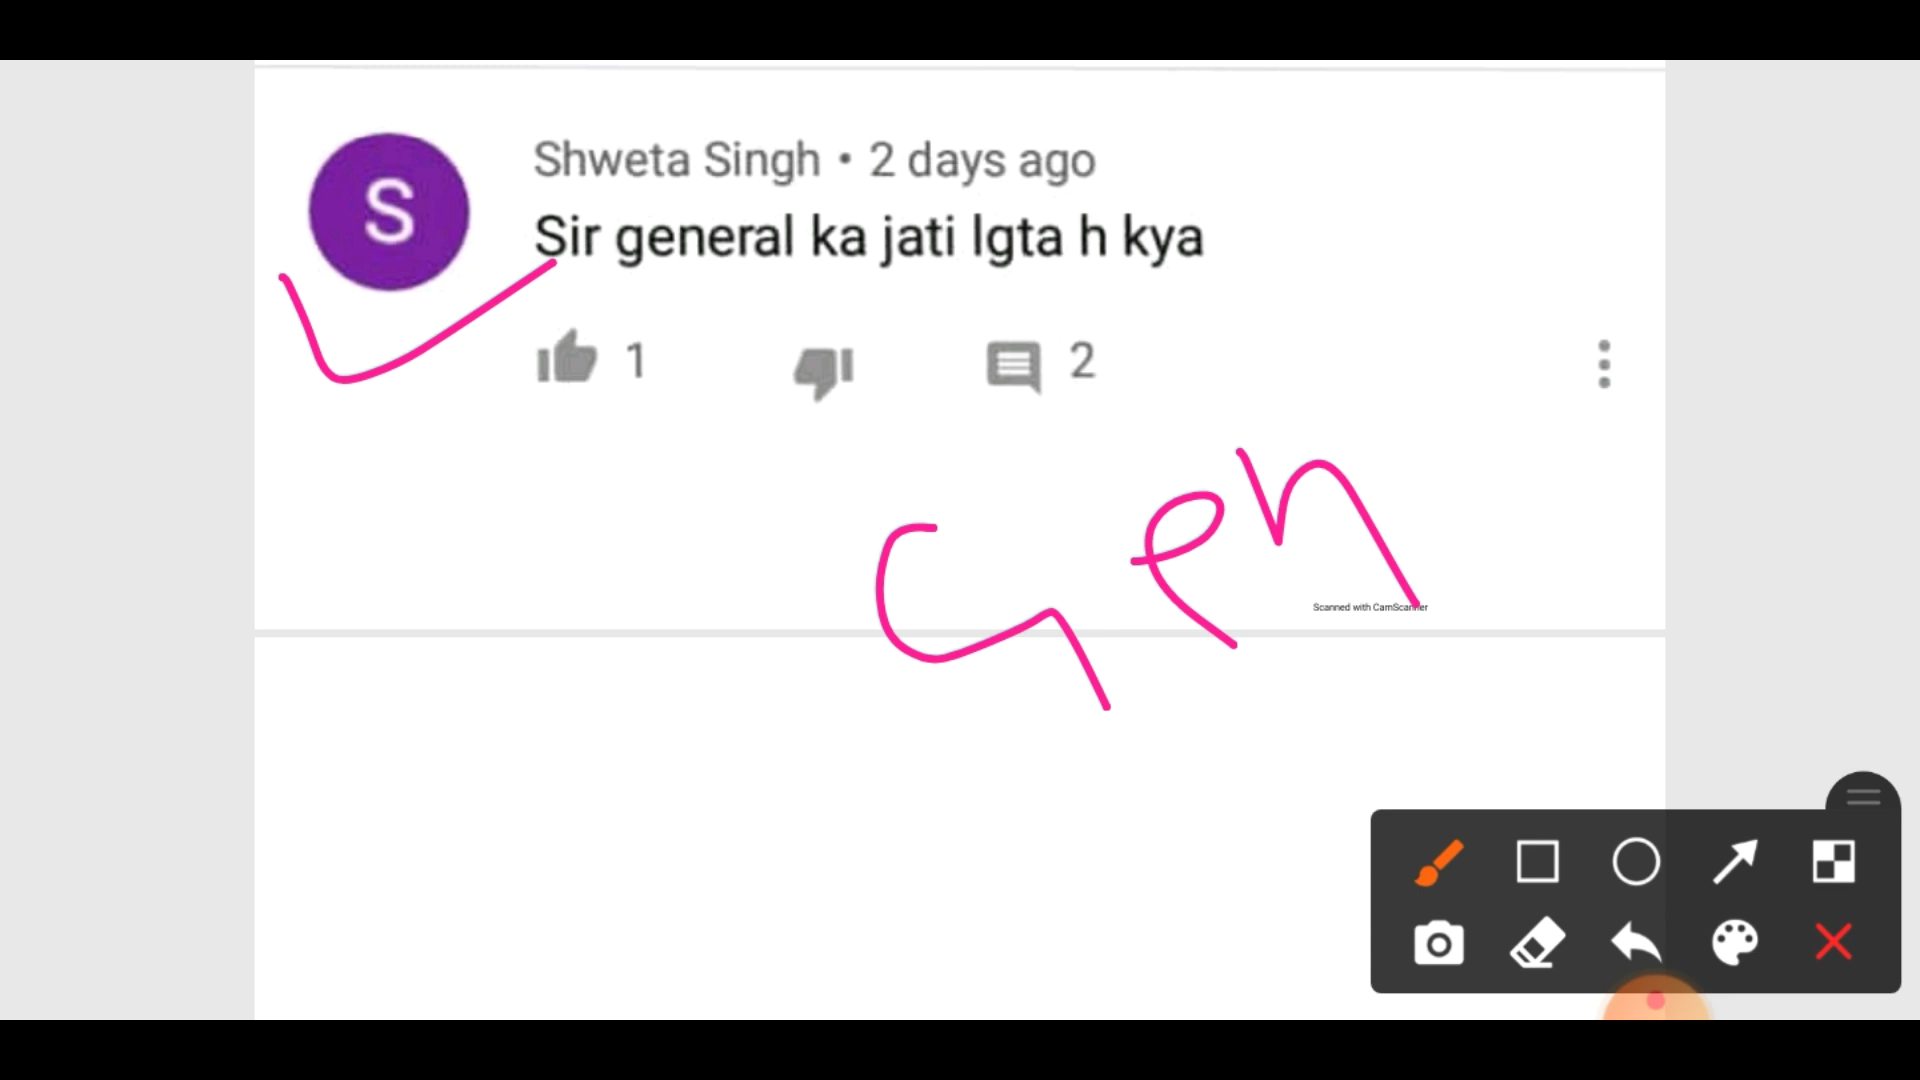 S
Shweta Singh • 2 days ago
Sir general ka jati lgta h kya
1
2
Gen
Scanned with CamScanner